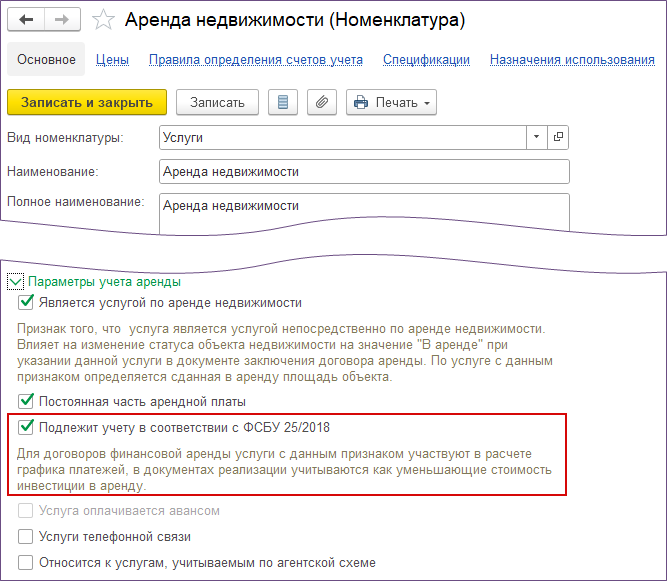 Аренда недвижимости (Номенклатура)
Основное Цены Правила определения счетов учета Спецификации Назначения использования
Записать и закрыть Записать Печать
Вид номенклатуры: Услуги
Наименование: Аренда недвижимости
Полное наименование: Аренда недвижимости
Параметры учета аренды
Является услугой по аренде недвижимости
Признак того, что услуга является услугой непосредственно по аренде недвижимости.
Влияет на изменение статуса объекта недвижимости на значение "В аренде" при
указании данной услуги в документе заключения договора аренды. По услуге с данным
признаком определяется сданная в аренду площадь объекта.
Постоянная часть арендной платы
Подлежит учету в соответствии с ФСБУ 25/2018
Для договоров финансовой аренды услуги с данным признаком участвуют в расчете
графика платежей, в документах реализации учитываются как уменьшающие стоимость
инвестиции в аренду.
Услуга оплачивается авансом
Услуги телефонной связи
Относится к услугам, учитываемым по агентской схеме